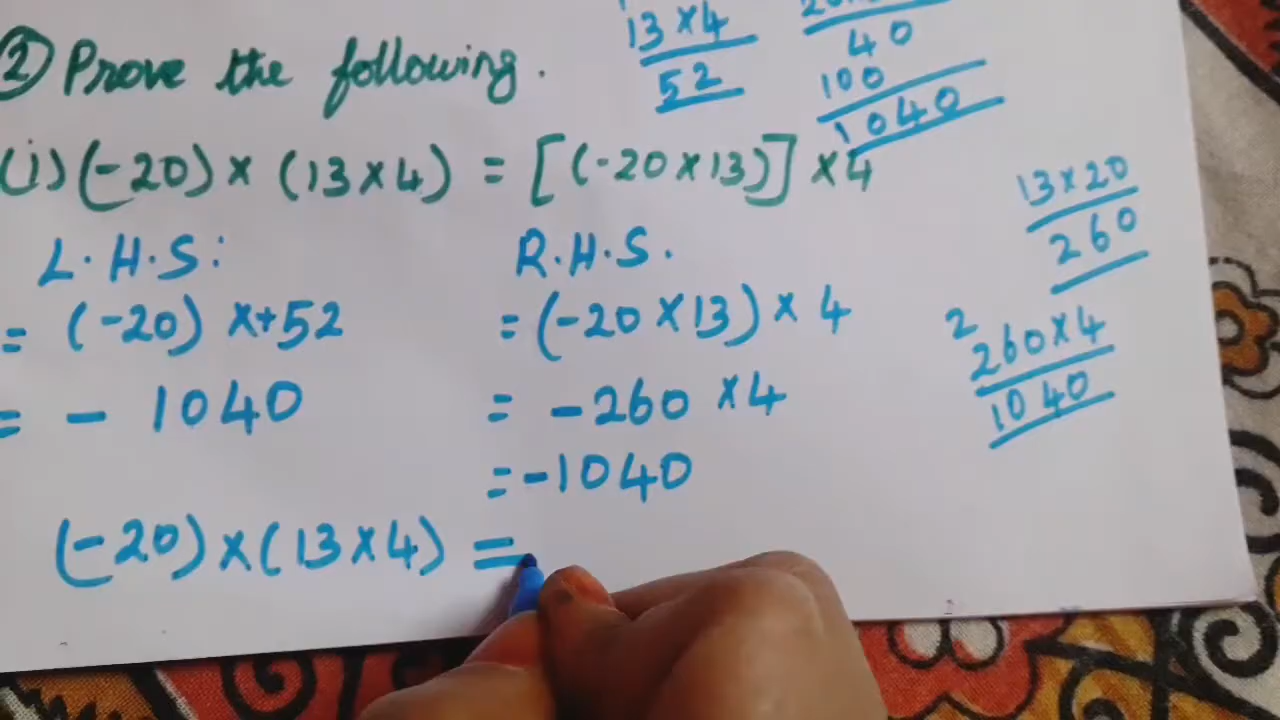 2 Prove the following.
(i) (-20) × (13 × 4) = [(-20 × 13)] × 4
L.H.S:
= (-20) × +52
= - 1040
R.H.S.
= (-20 × 13) × 4
= -260 × 4
= -1040
(-20) × (13 × 4) =
13 × 4
52
40
100
1040
13 × 20
260
2
260 × 4
1040